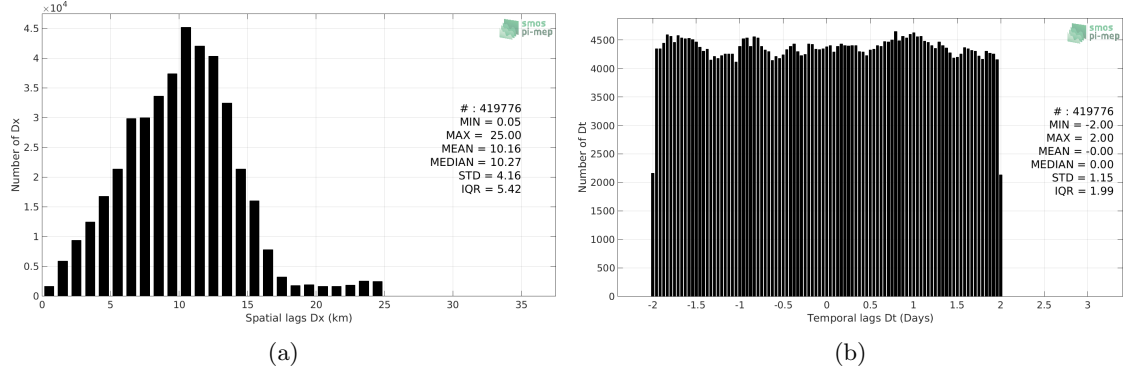 ×10⁴
4.5
4
3.5
3
2.5
2
1.5
1
0.5
0
Number of Dx
0 5 10 15 20 25 30 35
Spatial lags Dx (km)
smos
pi-mep
# : 419776
MIN = 0.05
MAX = 25.00
MEAN = 10.16
MEDIAN = 10.27
STD = 4.16
IQR = 5.42
(a)
4500
4000
3500
3000
2500
2000
1500
1000
500
0
Number of Dt
-2 -1.5 -1 -0.5 0 0.5 1 1.5 2 2.5 3
Temporal lags Dt (Days)
smos
pi-mep
# : 419776
MIN = -2.00
MAX = 2.00
MEAN = -0.00
MEDIAN = 0.00
STD = 1.15
IQR = 1.99
(b)